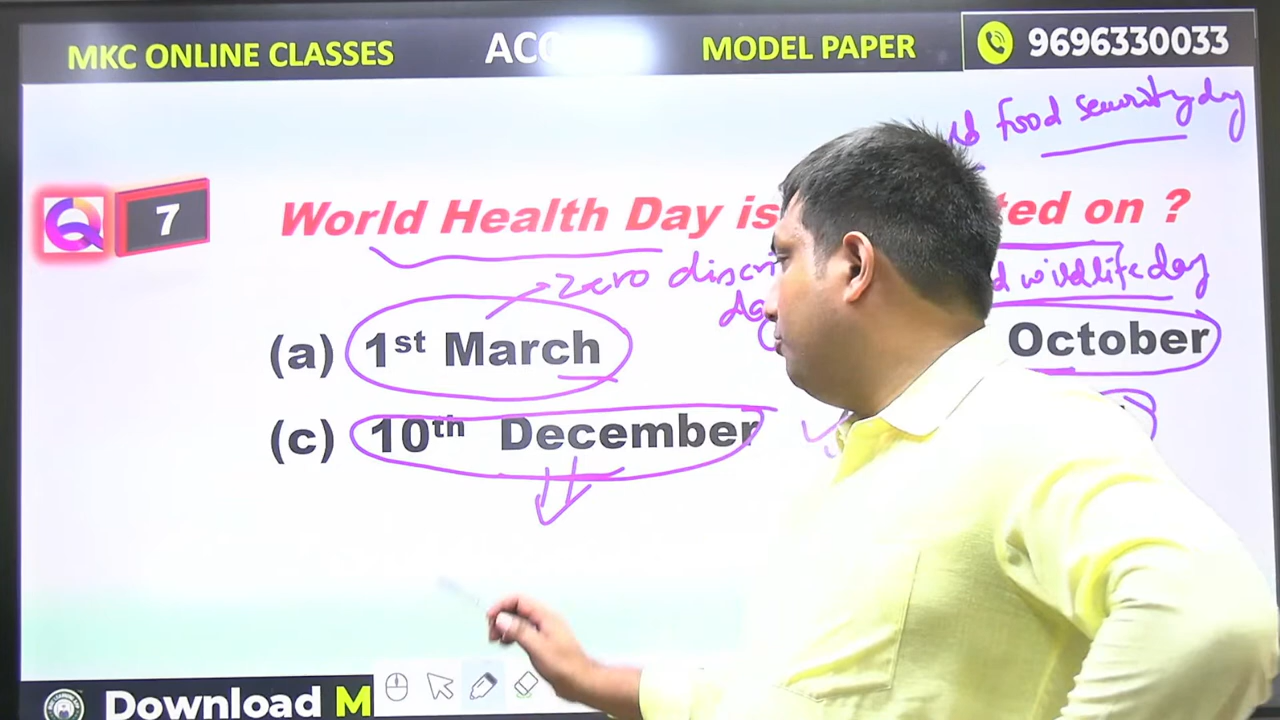 MKC ONLINE CLASSES
MODEL PAPER
9696330033
food security day
7
World Health Day is ted on ?
zero
wildlife day
(a) 1st March
October
(c) 10th December
Download M